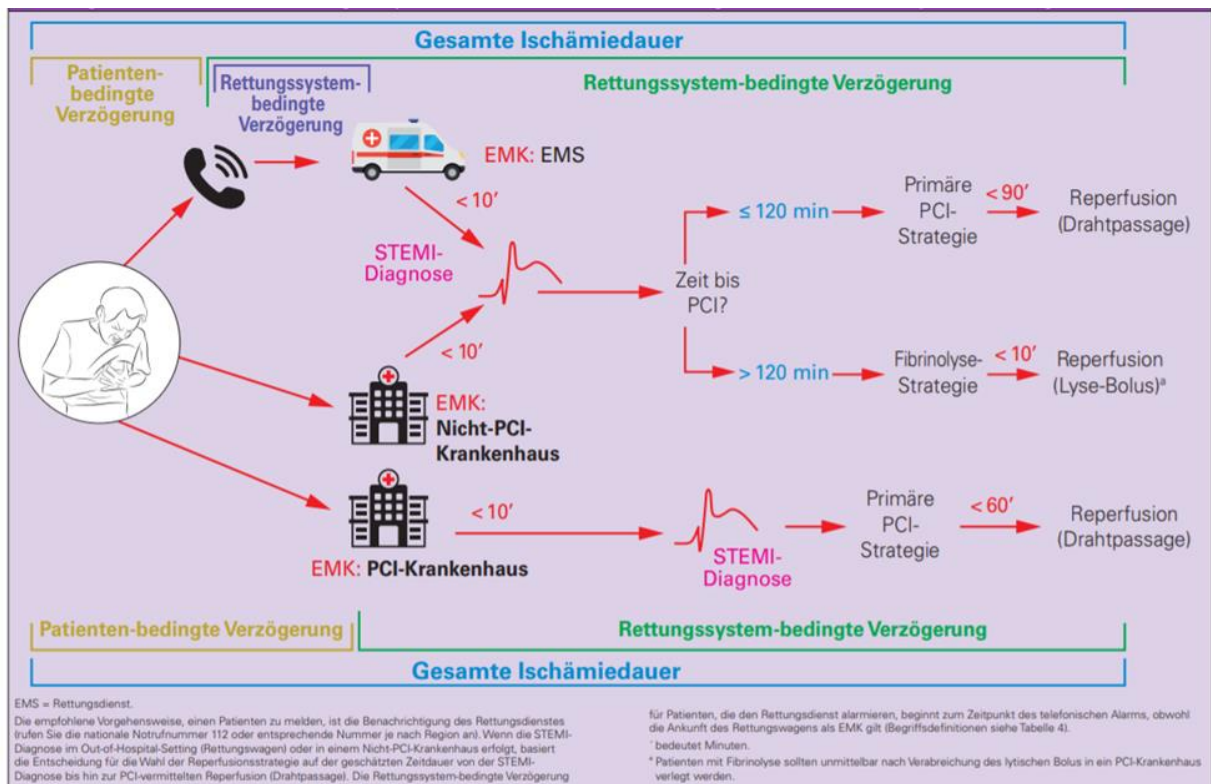 Gesamte Ischämiedauer
Patienten-
bedingte
Verzögerung
Rettungssystem-
bedingte
Verzögerung
Rettungssystem-bedingte Verzögerung
EMK: EMS
< 10'
STEMI-
Diagnose
< 10'
Zeit bis
PCI?
≤ 120 min
Primäre
PCI-
Strategie
< 90'
Reperfusion
(Drahtpassage)
> 120 min
Fibrinolyse-
Strategie
< 10'
Reperfusion
(Lyse-Bolus)ª
EMK:
Nicht-PCI-
Krankenhaus
EMK: PCI-Krankenhaus
< 10'
STEMI-
Diagnose
Primäre
PCI-
Strategie
< 60'
Reperfusion
(Drahtpassage)
Patienten-bedingte Verzögerung
Rettungssystem-bedingte Verzögerung
Gesamte Ischämiedauer
EMS = Rettungsdienst.
Die empfohlene Vorgehensweise, einen Patienten zu melden, ist die Benachrichtigung des Rettungsdienstes
(rufen Sie die nationale Notrufnummer 112 oder entsprechende Nummer je nach Region an). Wenn die STEMI-
Diagnose im Out-of-Hospital-Setting (Rettungswagen) oder in einem Nicht-PCI-Krankenhaus erfolgt, basiert
die Entscheidung für die Wahl der Reperfusionsstrategie auf der geschätzten Zeitdauer von der STEMI-
Diagnose bis hin zur PCI-vermittelten Reperfusion (Drahtpassage). Die Rettungssystem-bedingte Verzögerung
für Patienten, die den Rettungsdienst alarmieren, beginnt zum Zeitpunkt des telefonischen Alarms, obwohl
die Ankunft des Rettungswagens als EMK gilt (Begriffsdefinitionen siehe Tabelle 4).
' bedeutet Minuten.
ª Patienten mit Fibrinolyse sollten unmittelbar nach Verabreichung des lytischen Bolus in ein PCI-Krankenhaus
verlegt werden.